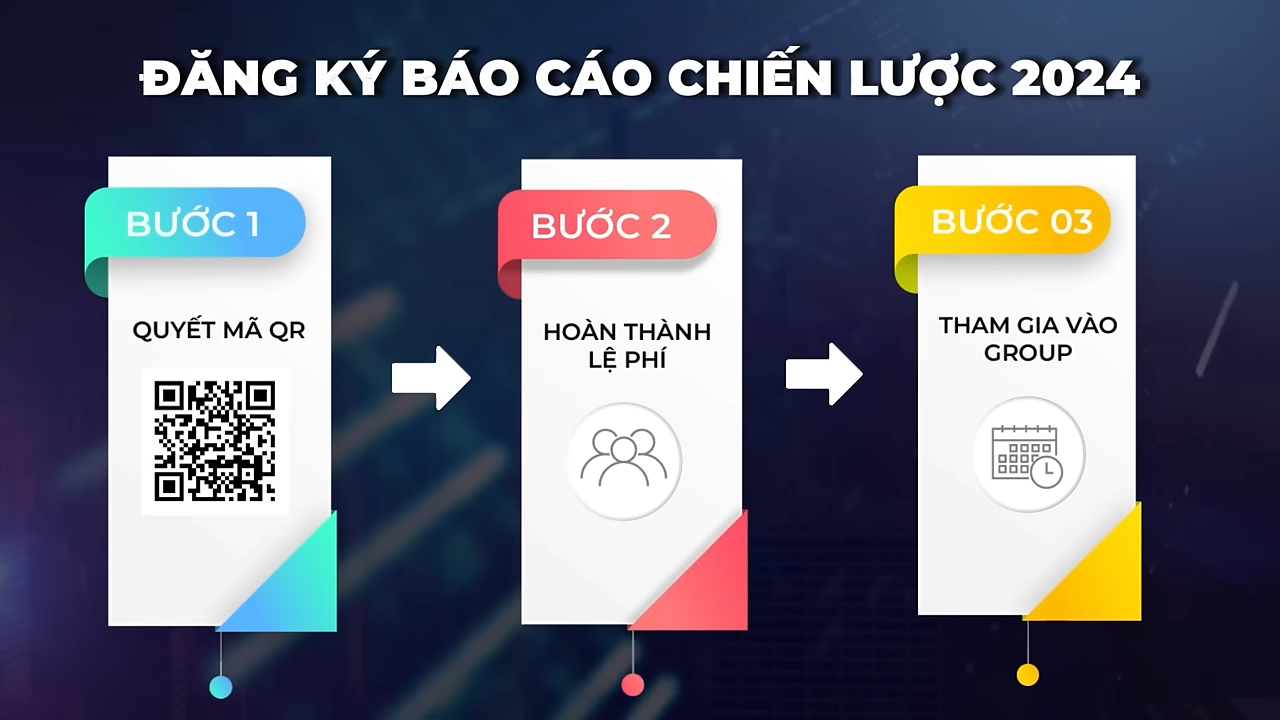 ĐĂNG KÝ BÁO CÁO CHIẾN LƯỢC 2024
BƯỚC 1
QUYẾT MÃ QR
BƯỚC 2
HOÀN THÀNH
LỆ PHÍ
BƯỚC 03
THAM GIA VÀO
GROUP